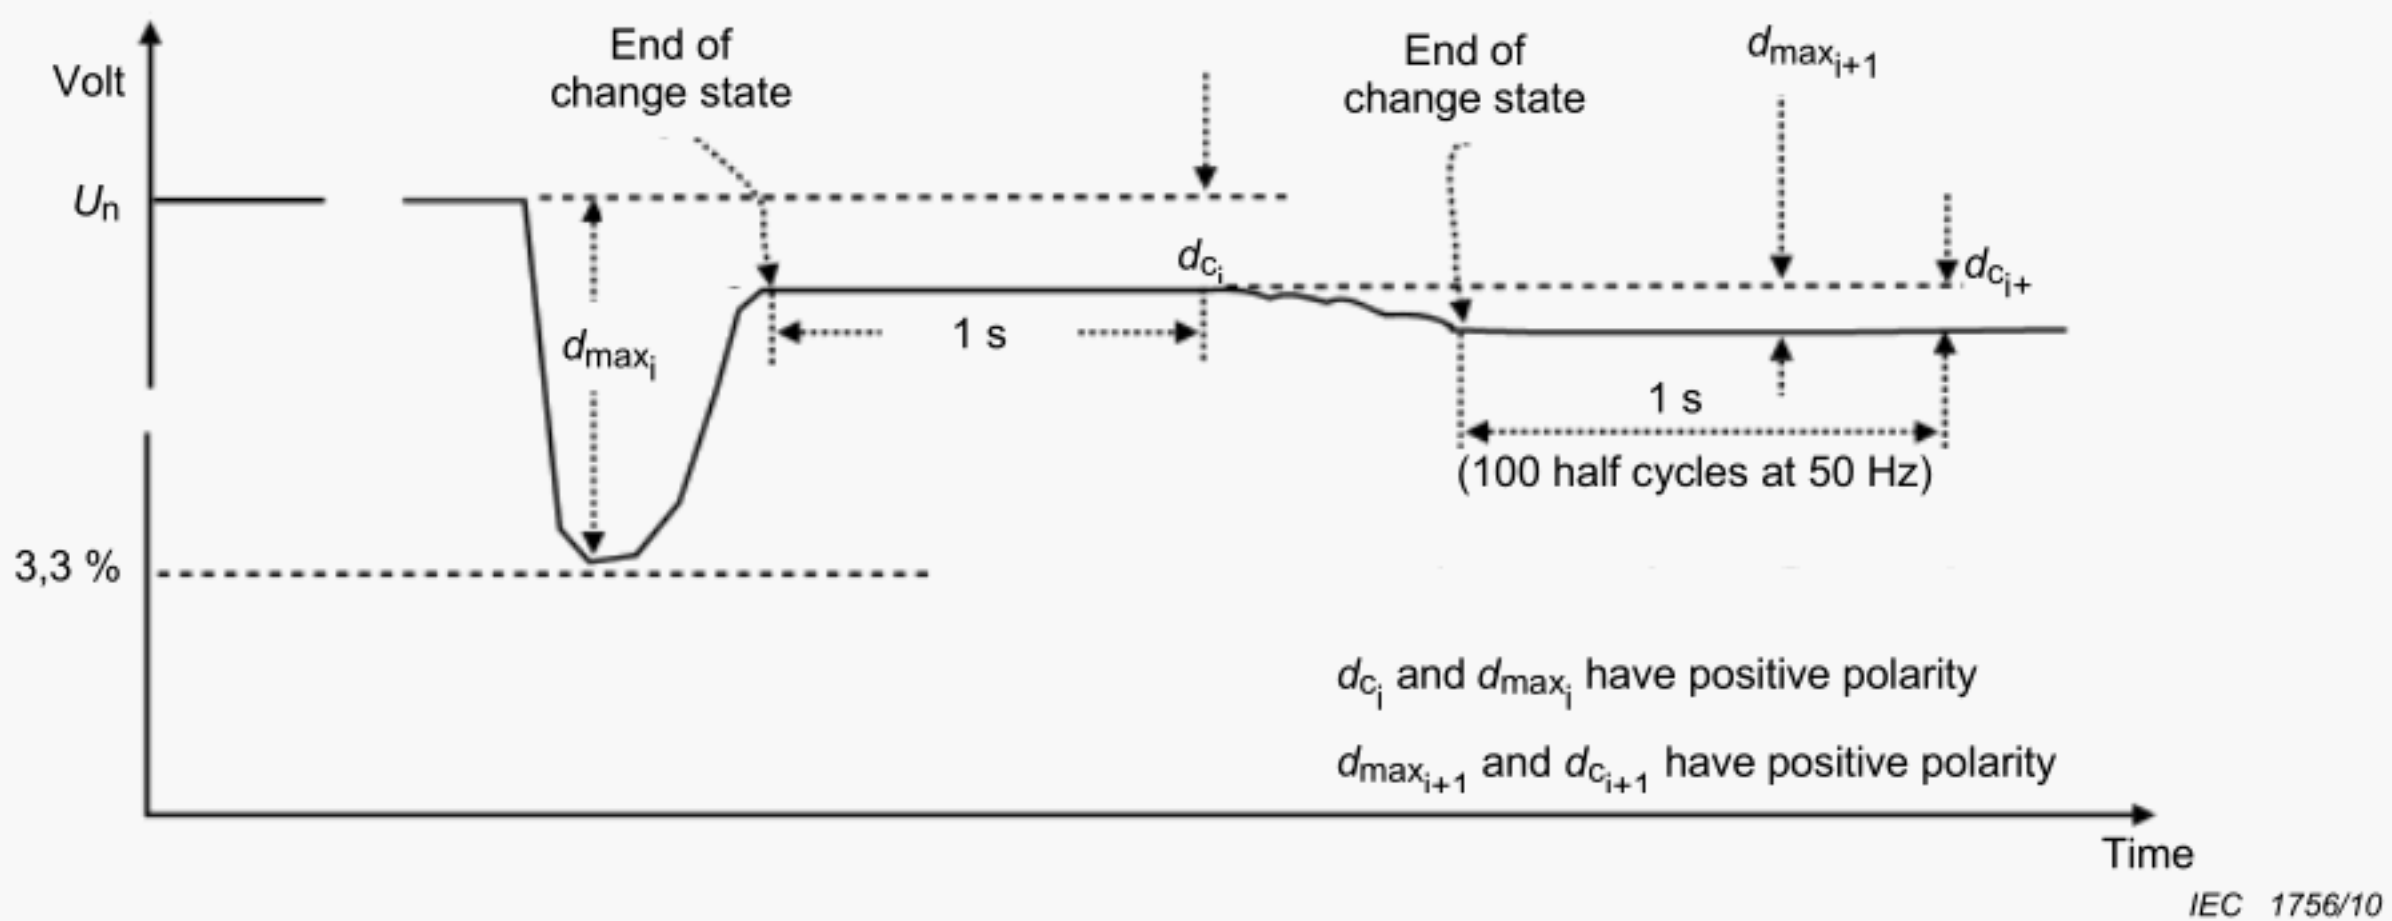 Volt
End of
change state
End of
change state
dmaxi+1
Un
dci
dci+
dmaxi
1 s
1 s
(100 half cycles at 50 Hz)
3,3 %
dci and dmaxi have positive polarity
dmaxi+1 and dci+1 have positive polarity
Time
IEC 1756/10